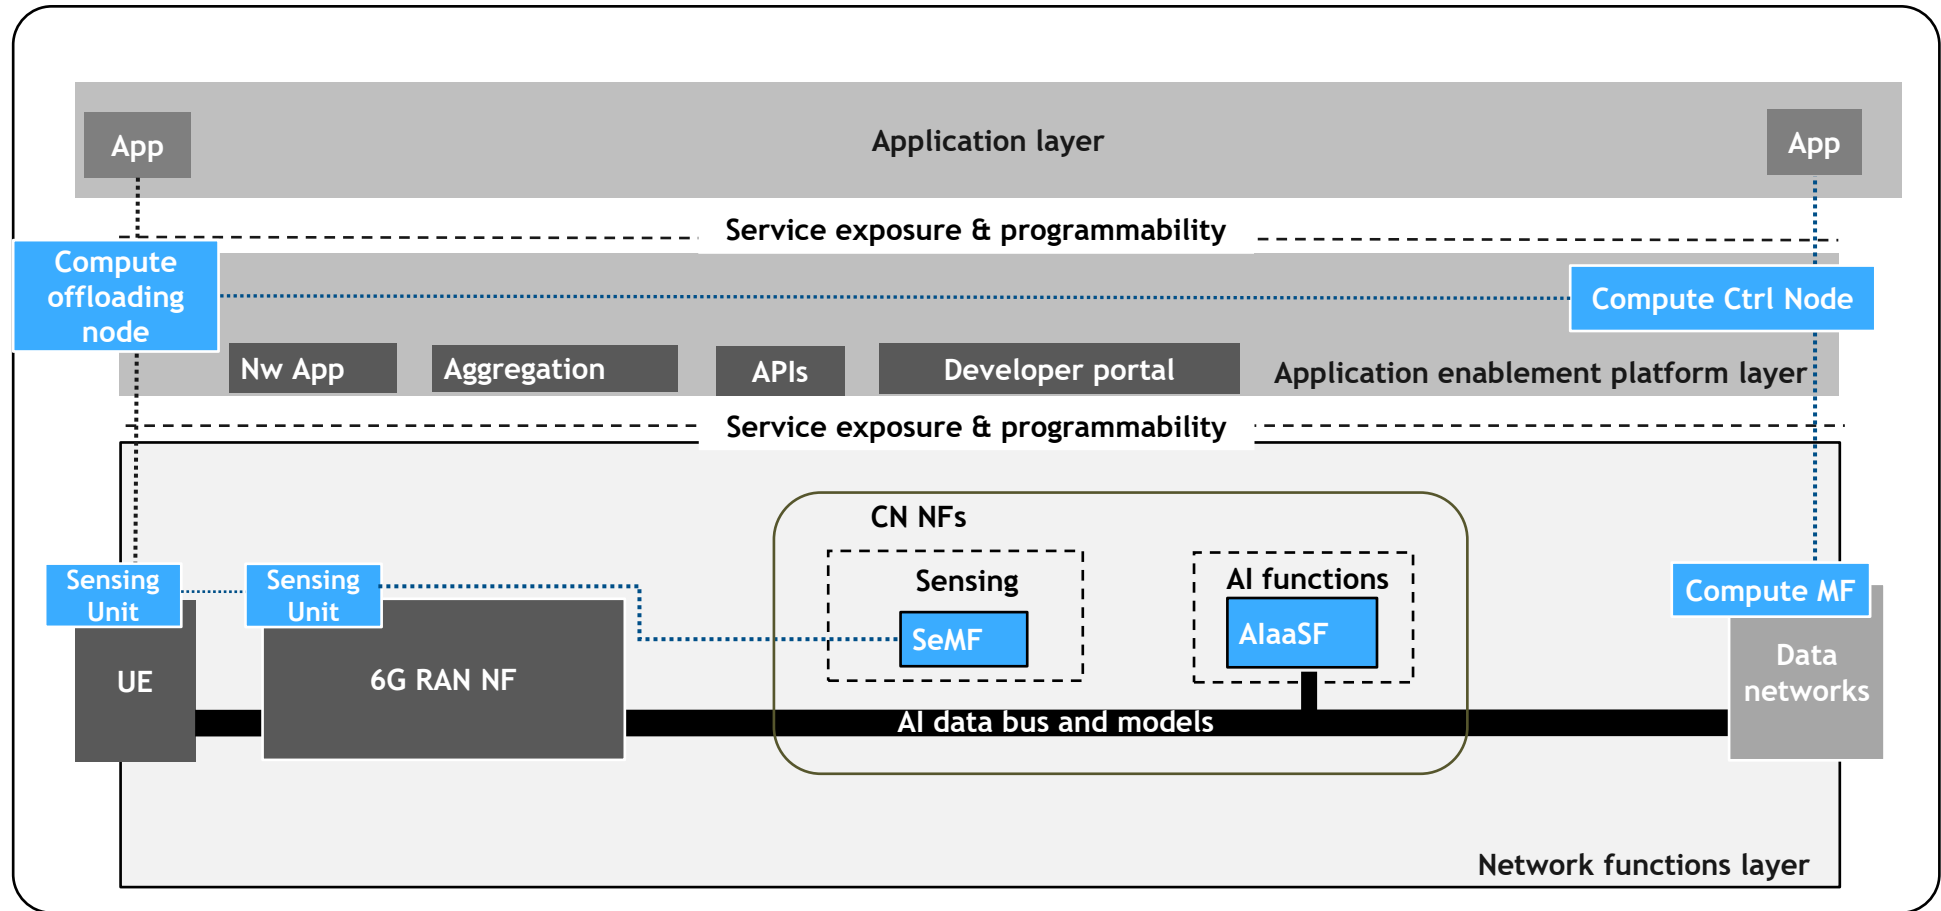 App
Application layer
App
Service exposure & programmability
Compute
offloading
node
Compute Ctrl Node
Nw App
Aggregation
APIs
Developer portal
Application enablement platform layer
Service exposure & programmability
CN NFs
Sensing
Unit
Sensing
Unit
Sensing
SeMF
AI functions
AIaaSF
Compute MF
UE
6G RAN NF
Data
networks
AI data bus and models
Network functions layer